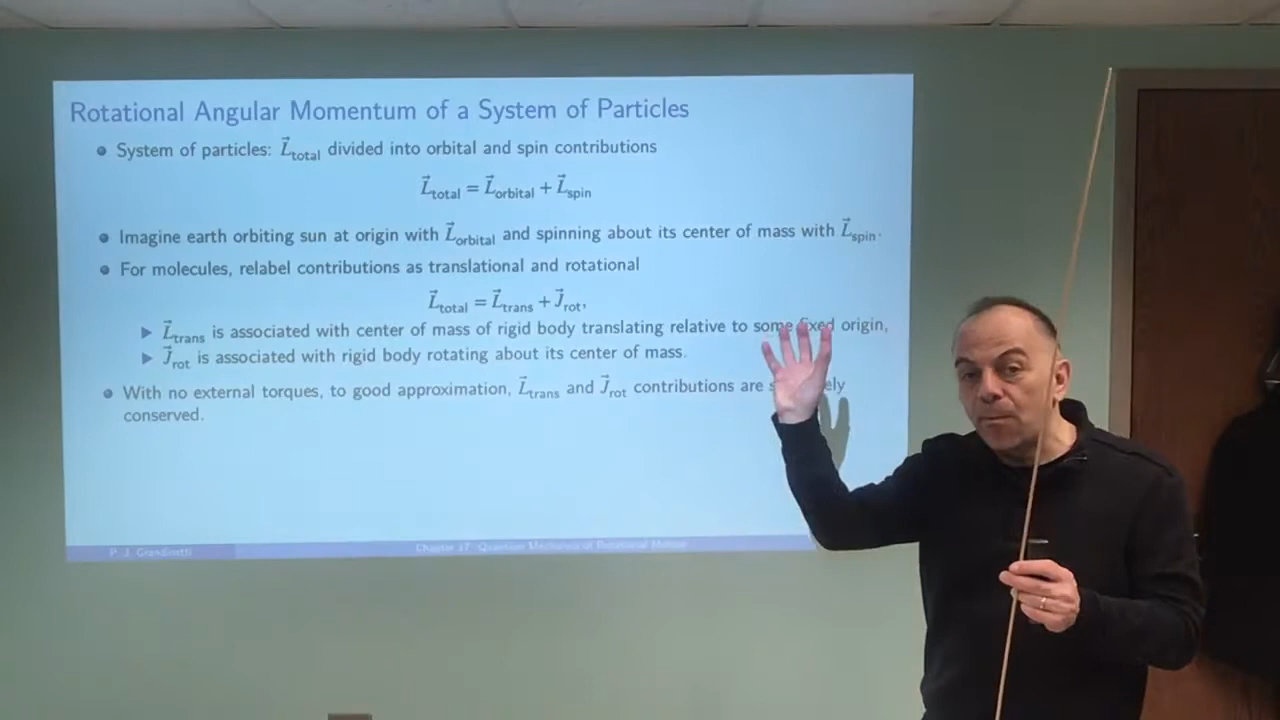 Rotational Angular Momentum of a System of Particles
• System of particles: L⃗total divided into orbital and spin contributions
L⃗total = L⃗orbital + L⃗spin
• Imagine earth orbiting sun at origin with L⃗orbital and spinning about its center of mass with L⃗spin.
• For molecules, relabel contributions as translational and rotational
L⃗total = L⃗trans + J⃗rot,
▶ L⃗trans is associated with center of mass of rigid body translating relative to some fixed origin,
▶ J⃗rot is associated with rigid body rotating about its center of mass.
• With no external torques, to good approximation, L⃗trans and J⃗rot contributions are
conserved.
P. J. Grandinetti Chapter 17: Quantum Mechanics of Rotational Motion